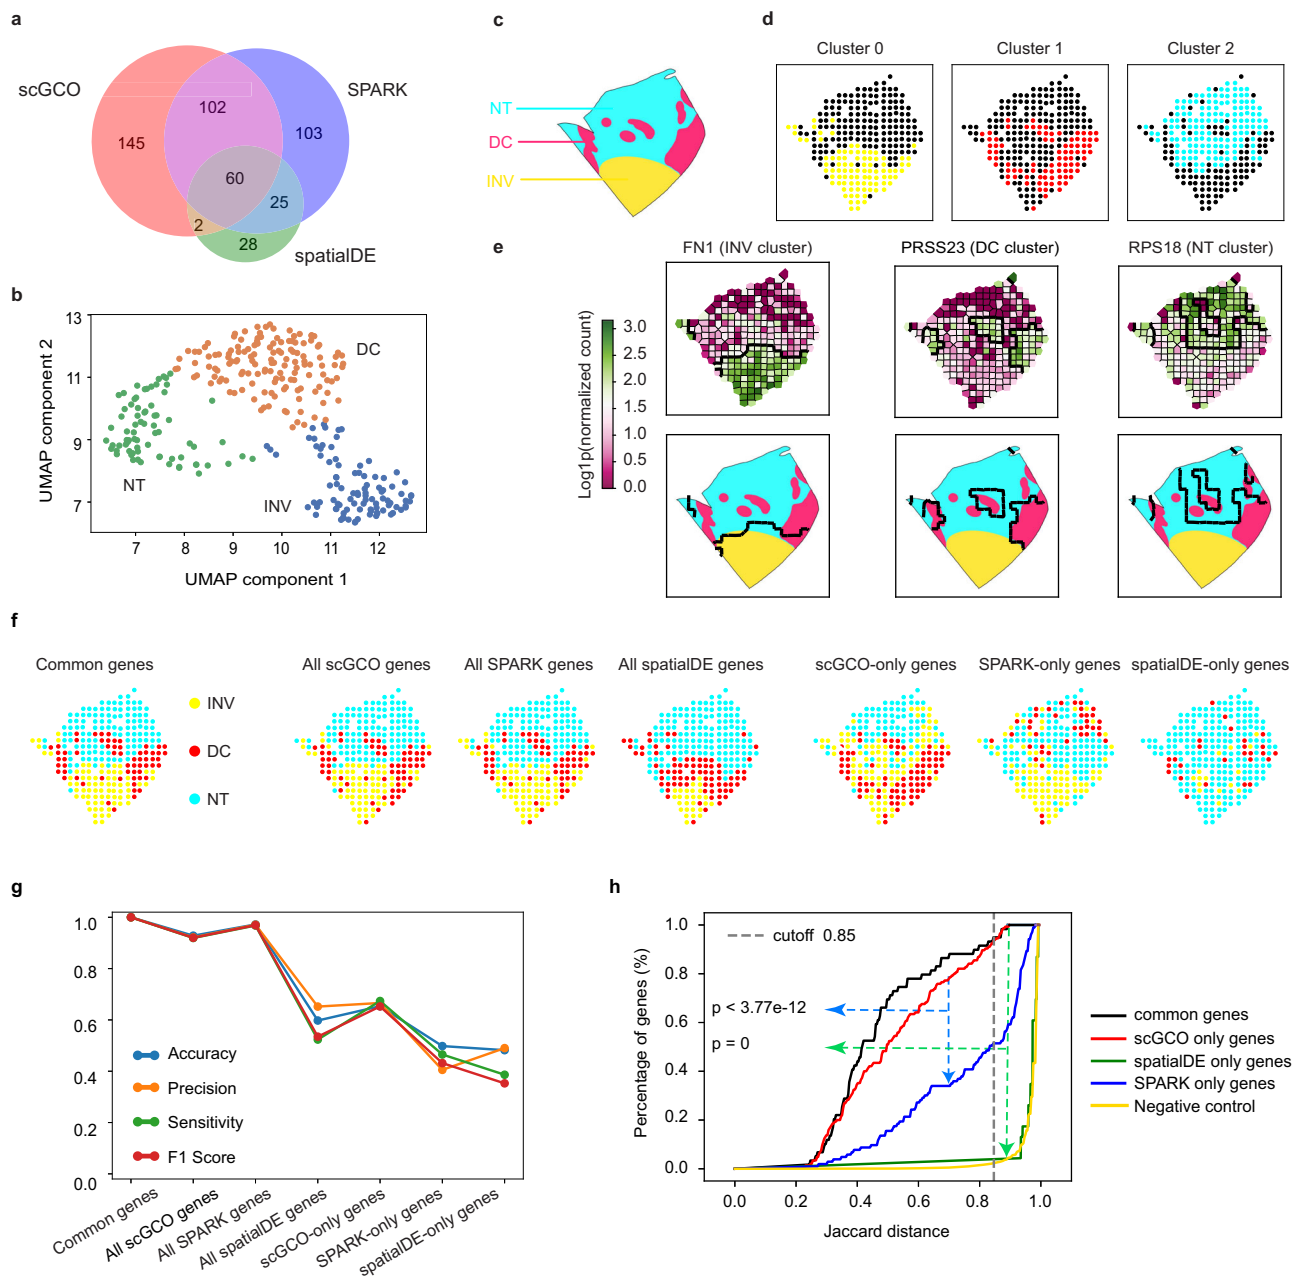 a
scGCO
SPARK
102
145
103
60
25
2
28
spatialDE
b
13
11
9
7
UMAP component 2
DC
NT
INV
7 8 9 10 11 12
UMAP component 1
c
NT
DC
INV
d
Cluster 0 Cluster 1 Cluster 2
e
FN1 (INV cluster) PRSS23 (DC cluster) RPS18 (NT cluster)
Log1p(normalized count)
3.0
2.5
2.0
1.5
1.0
0.5
0.0
f
Common genes All scGCO genes All SPARK genes All spatialDE genes scGCO-only genes SPARK-only genes spatialDE-only genes
INV
DC
NT
g
1.0
0.8
0.6
0.4
0.2
0.0
Accuracy
Precision
Sensitivity
F1 Score
Common genes
All scGCO genes
All SPARK genes
All spatialDE genes
scGCO-only genes
SPARK-only genes
spatialDE-only genes
h
Percentage of genes (%)
1.0
0.8
0.6
0.4
0.2
0.0
cutoff 0.85
p < 3.77e-12
p = 0
0.0 0.2 0.4 0.6 0.8 1.0
Jaccard distance
common genes
scGCO only genes
spatialDE only genes
SPARK only genes
Negative control